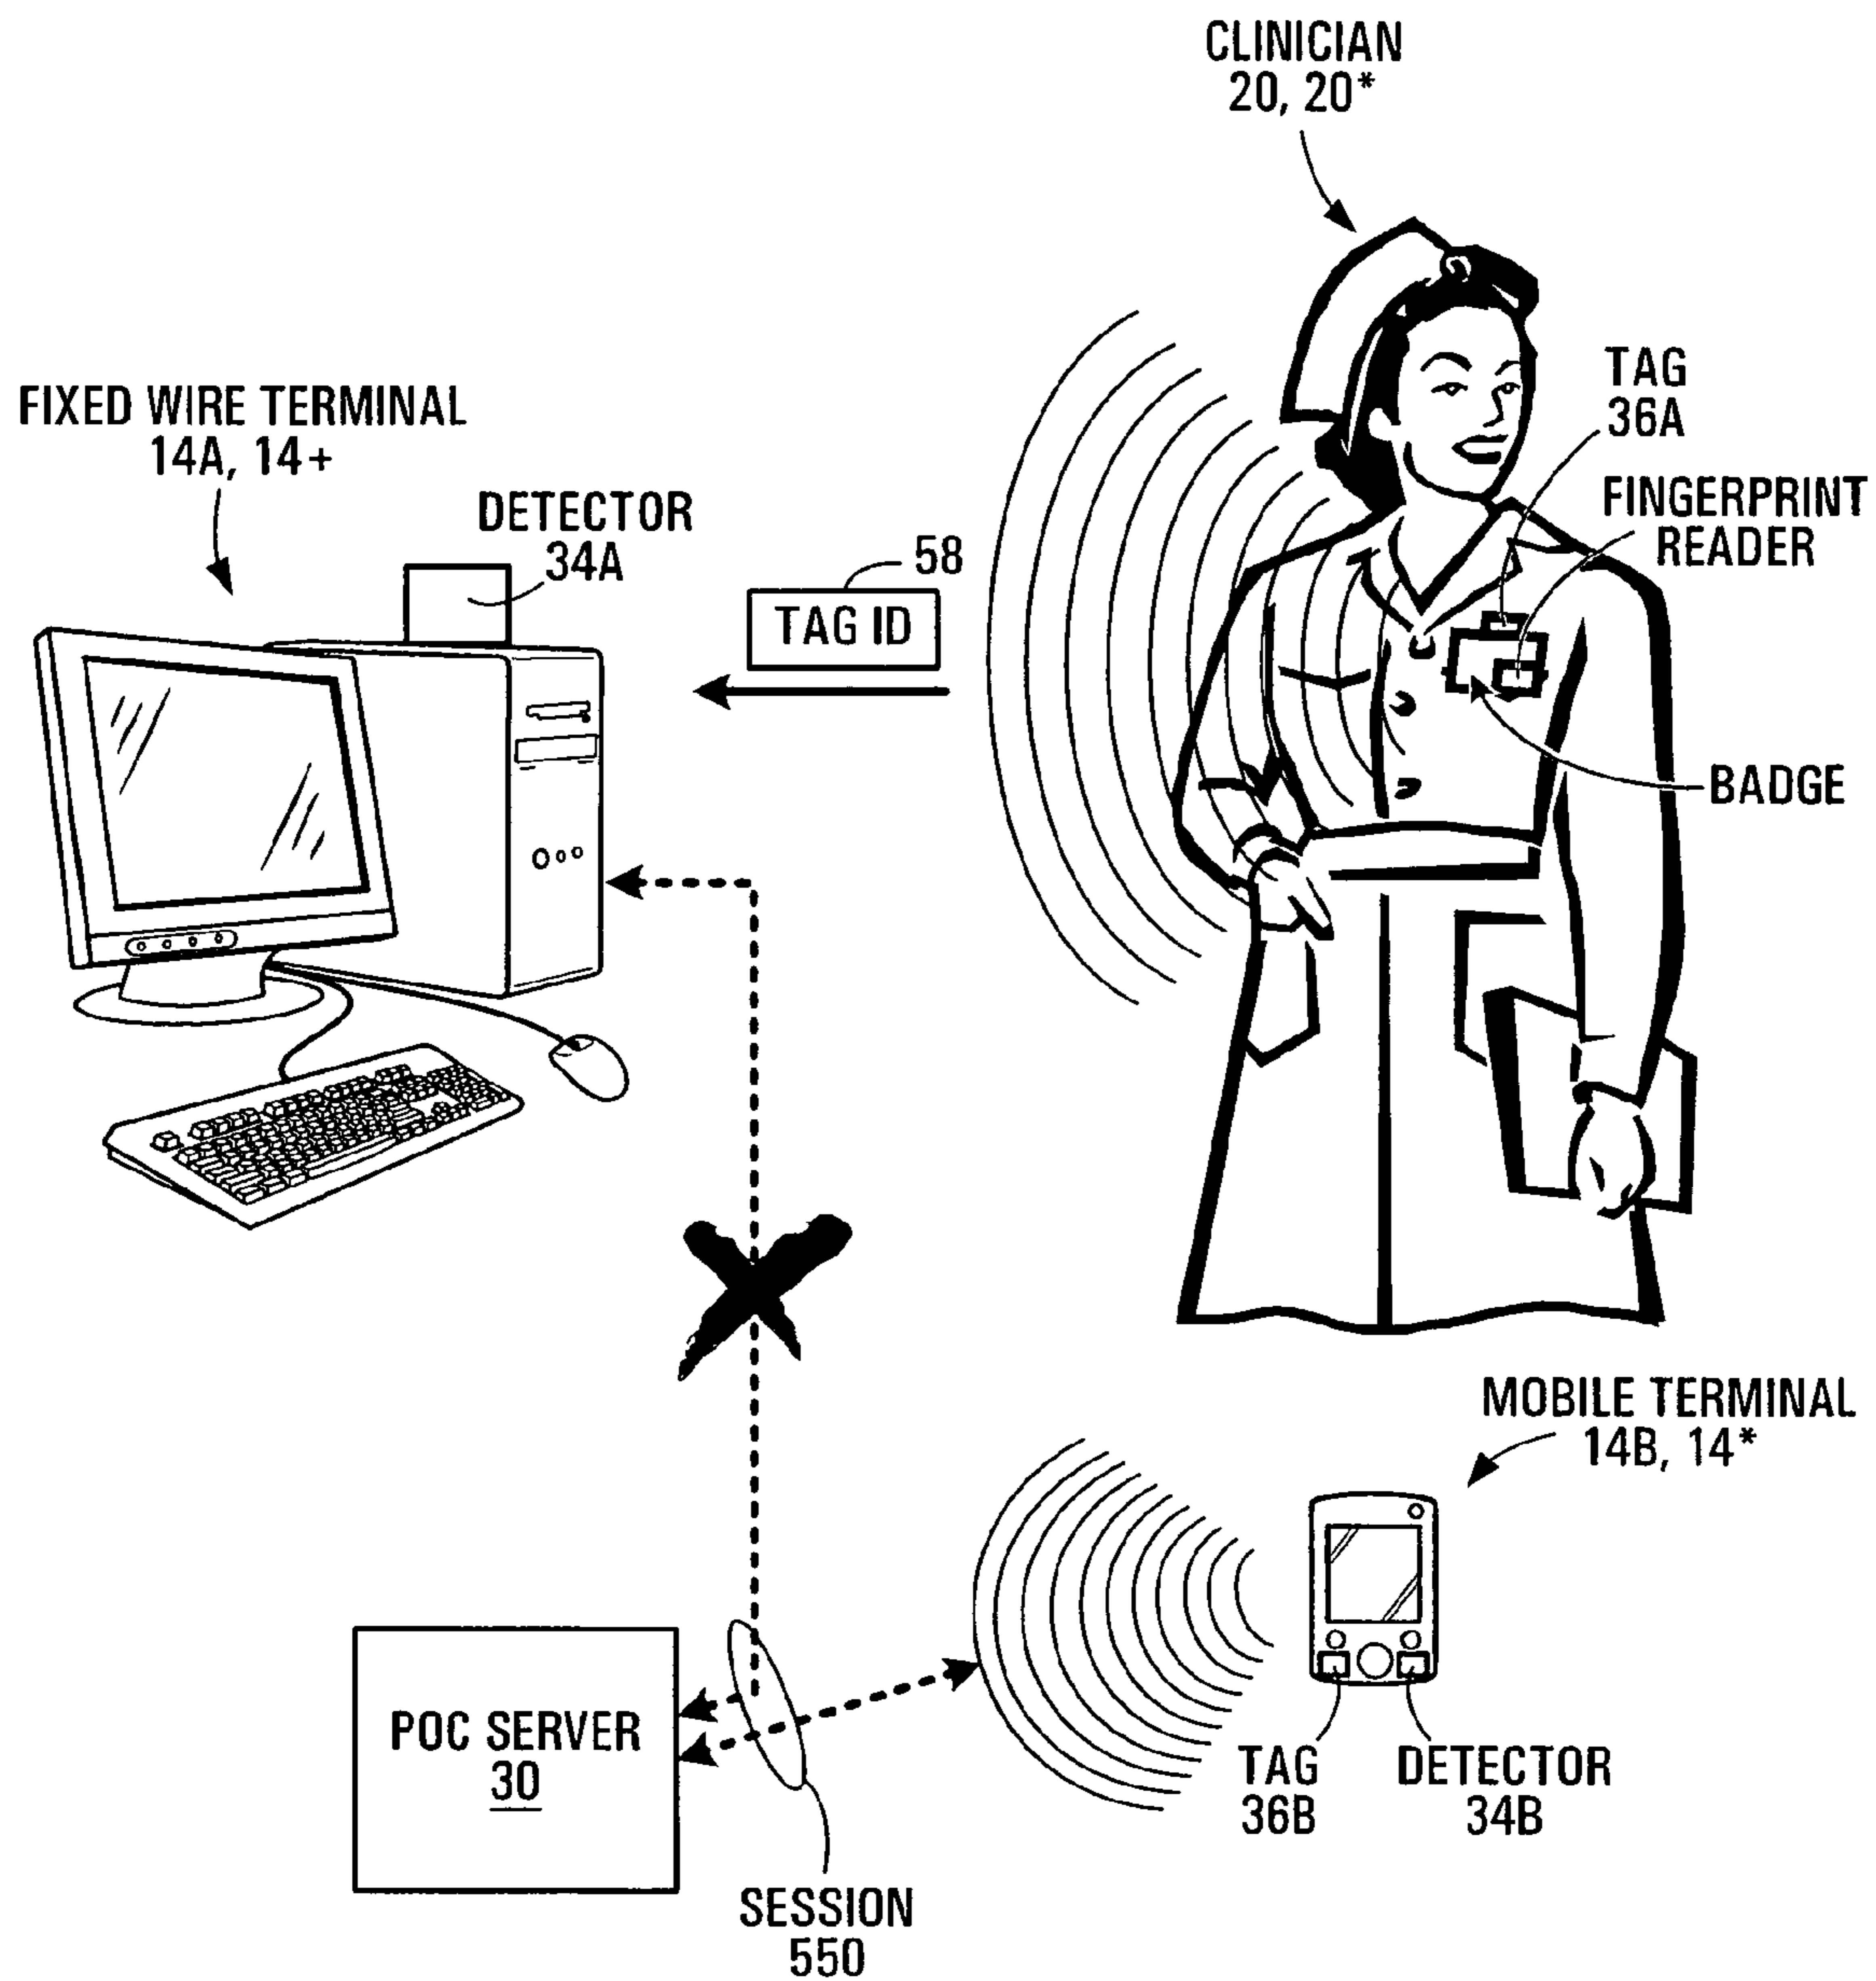 CLINICIAN
20, 20*
TAG
36A
FIXED WIRE TERMINAL
14A, 14+
FINGERPRINT
READER
DETECTOR
34A
58
TAG ID
BADGE
MOBILE TERMINAL
14B, 14*
POC SERVER
30
TAG
36B
DETECTOR
34B
SESSION
550